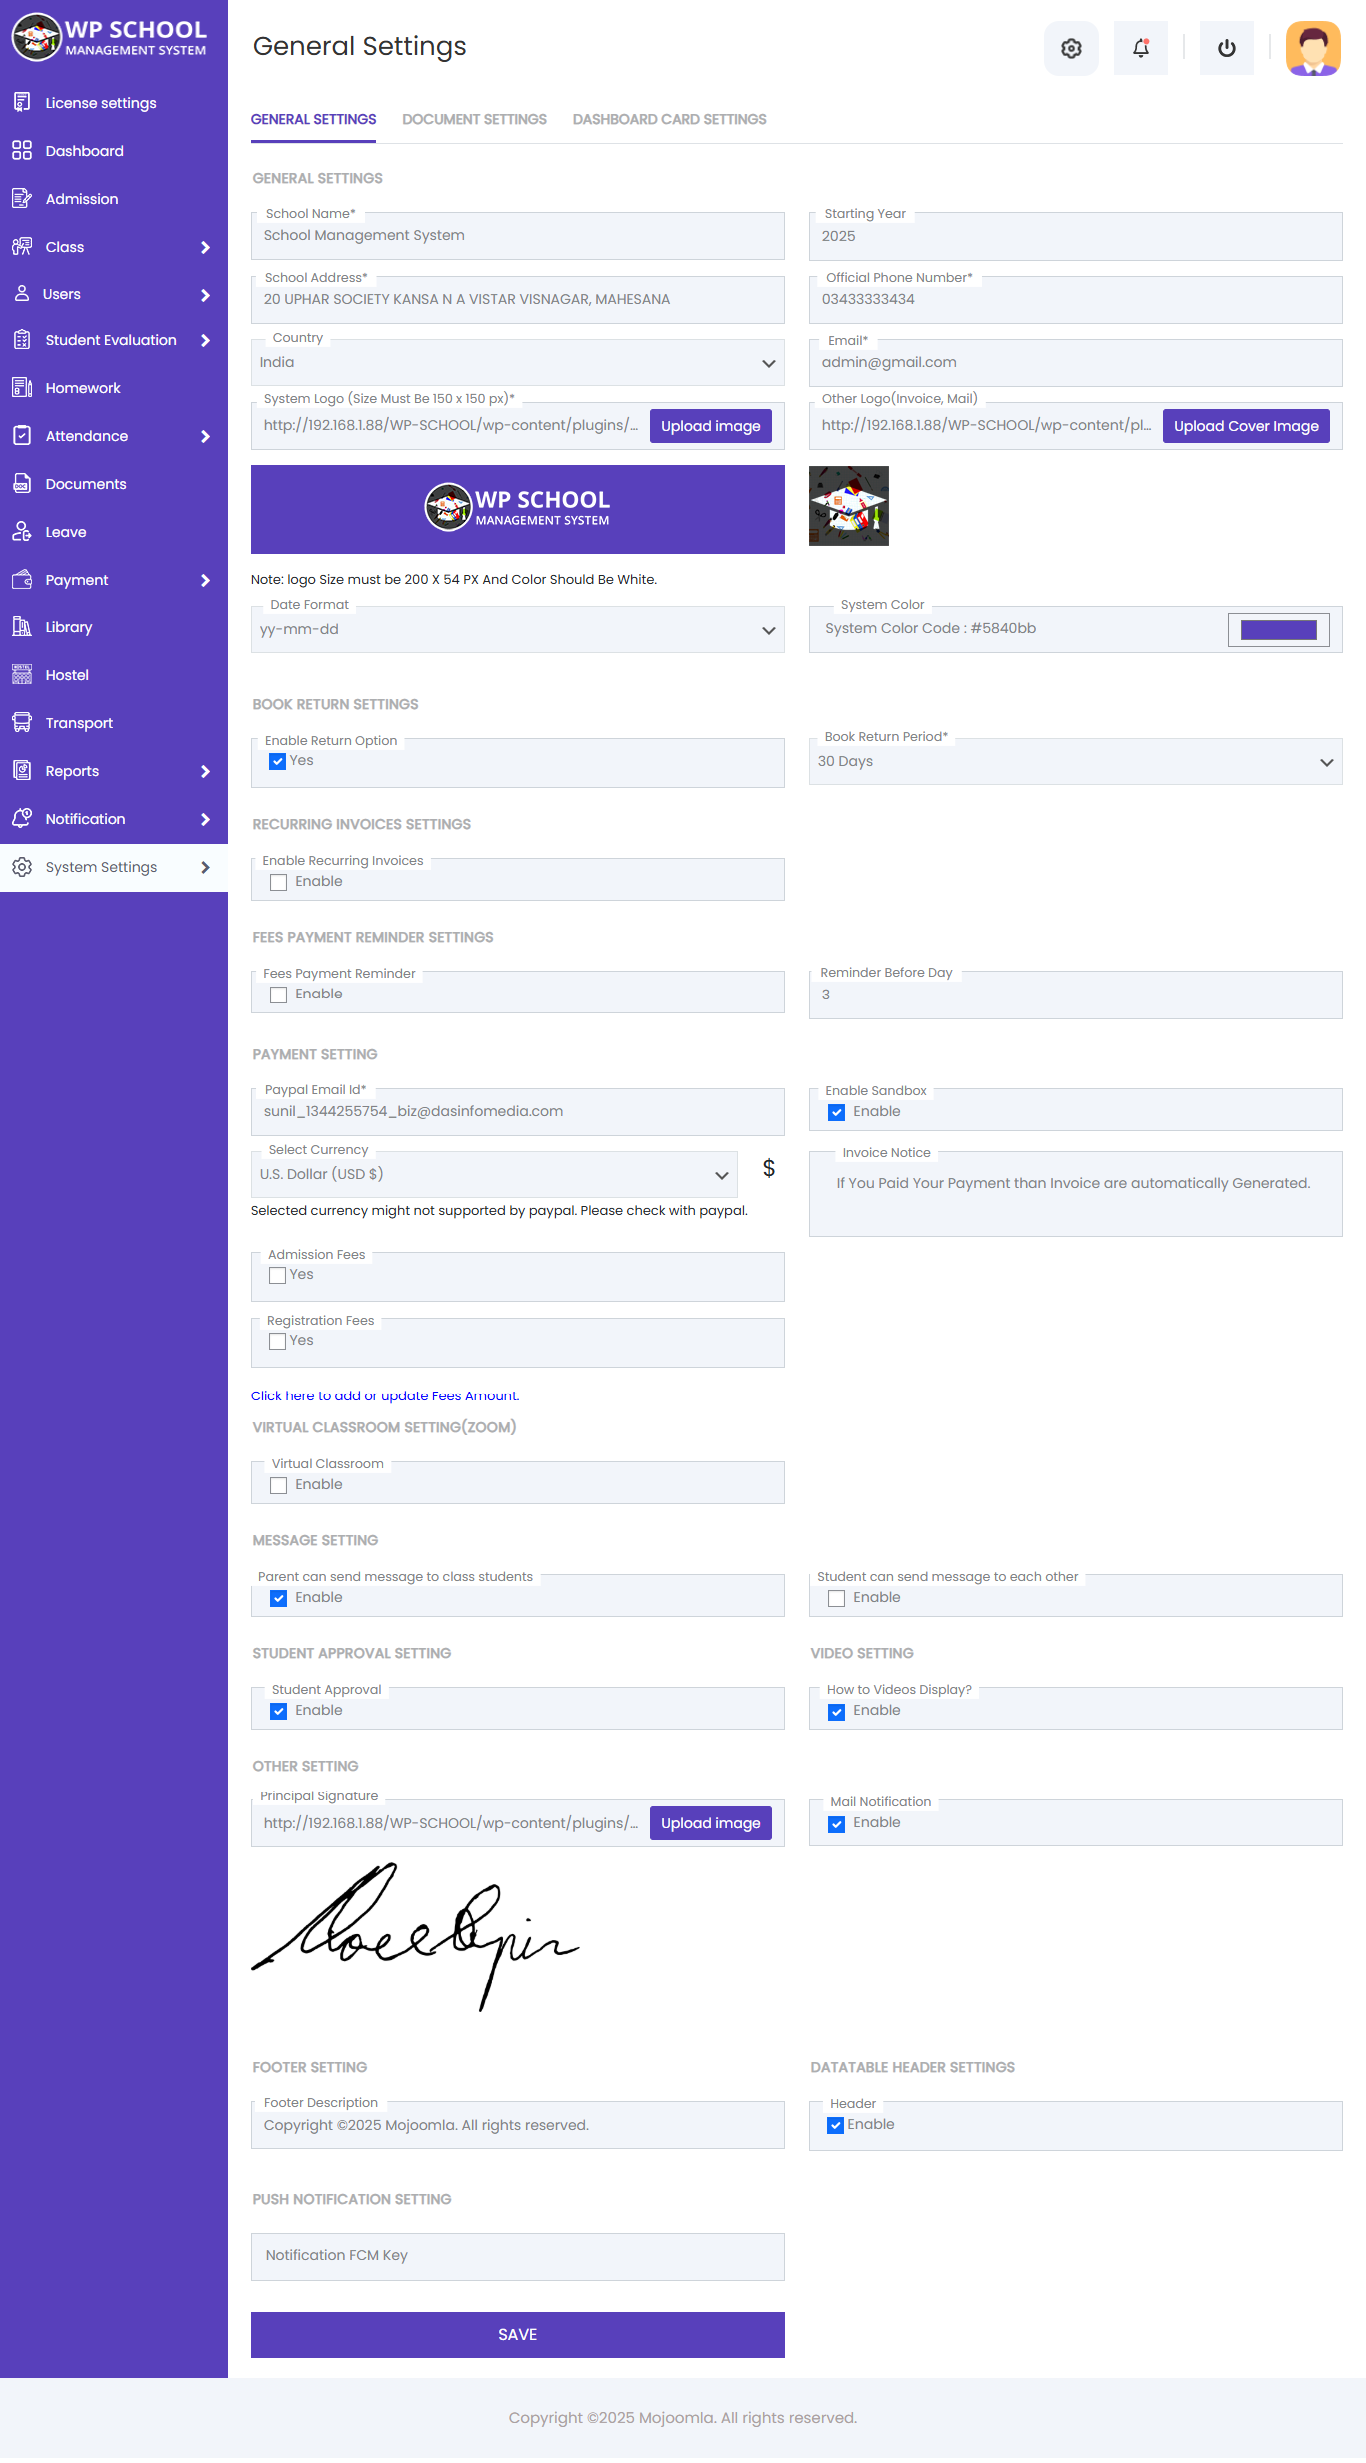 WP SCHOOL
MANAGEMENT SYSTEM
License settings
Dashboard
Admission
Class
Users
Student Evaluation
Homework
Attendance
Documents
Leave
Payment
Library
Hostel
Transport
Reports
Notification
System Settings
General Settings
GENERAL SETTINGS DOCUMENT SETTINGS DASHBOARD CARD SETTINGS
GENERAL SETTINGS
School Name*
School Management System
Starting Year
2025
School Address*
20 UPHAR SOCIETY KANSA N A VISTAR VISNAGAR, MAHESANA
Official Phone Number*
03433333434
Country
India
Email*
admin@gmail.com
System Logo (Size Must Be 150 x 150 px)*
http://192.168.1.88/WP-SCHOOL/wp-content/plugins/... Upload image
Other Logo(Invoice, Mail)
http://192.168.1.88/WP-SCHOOL/wp-content/pl... Upload Cover Image
WP SCHOOL
MANAGEMENT SYSTEM
Note: logo Size must be 200 X 54 PX And Color Should Be White.
Date Format
yy-mm-dd
System Color
System Color Code : #5840bb
BOOK RETURN SETTINGS
Enable Return Option
Yes
Book Return Period*
30 Days
RECURRING INVOICES SETTINGS
Enable Recurring Invoices
Enable
FEES PAYMENT REMINDER SETTINGS
Fees Payment Reminder
Enable
Reminder Before Day
3
PAYMENT SETTING
Paypal Email Id*
sunil_1344255754_biz@dasinfomedia.com
Enable Sandbox
Enable
Select Currency
U.S. Dollar (USD $)
$
Selected currency might not supported by paypal. Please check with paypal.
Invoice Notice
If You Paid Your Payment than Invoice are automatically Generated.
Admission Fees
Yes
Registration Fees
Yes
Click here to add or update Fees Amount.
VIRTUAL CLASSROOM SETTING(ZOOM)
Virtual Classroom
Enable
MESSAGE SETTING
Parent can send message to class students
Enable
Student can send message to each other
Enable
STUDENT APPROVAL SETTING
Student Approval
Enable
VIDEO SETTING
How to Videos Display?
Enable
OTHER SETTING
Principal Signature
http://192.168.1.88/WP-SCHOOL/wp-content/plugins/... Upload image
Mail Notification
Enable
FOOTER SETTING
Footer Description
Copyright ©2025 Mojoomla. All rights reserved.
DATATABLE HEADER SETTINGS
Header
Enable
PUSH NOTIFICATION SETTING
Notification FCM Key
SAVE
Copyright ©2025 Mojoomla. All rights reserved.